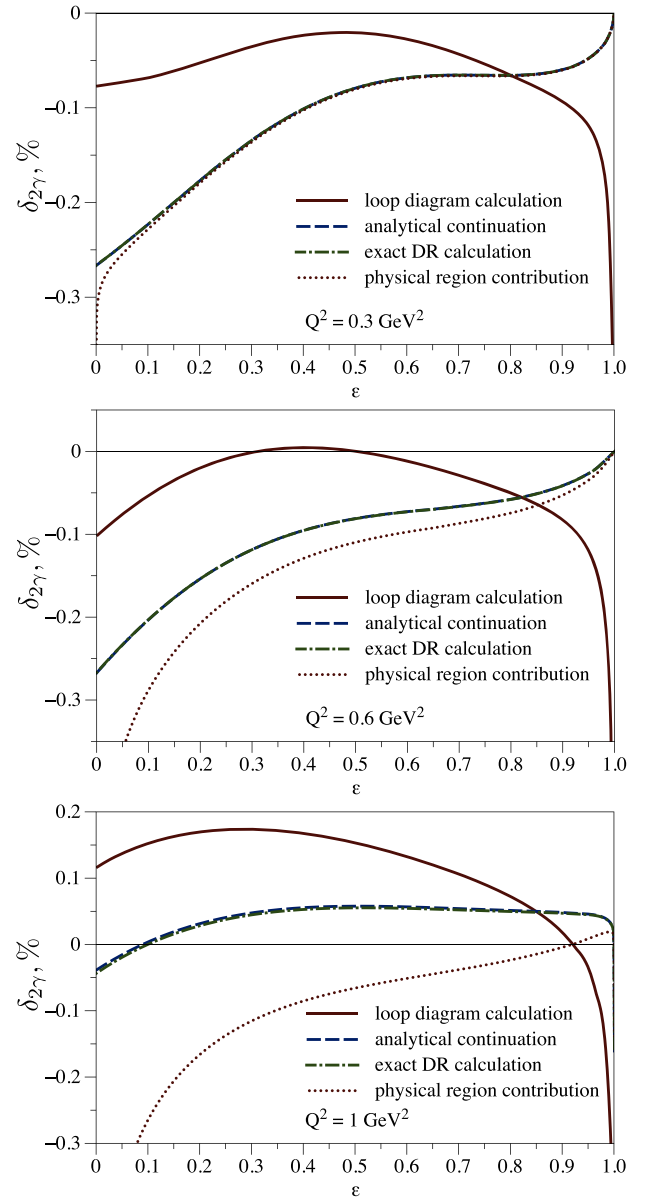 0
−0.1
−0.2
−0.3
δ2γ, %
loop diagram calculation
analytical continuation
exact DR calculation
physical region contribution
Q² = 0.3 GeV²
0 0.1 0.2 0.3 0.4 0.5 0.6 0.7 0.8 0.9 1.0
ε
0
−0.1
−0.2
−0.3
δ2γ, %
loop diagram calculation
analytical continuation
exact DR calculation
physical region contribution
Q² = 0.6 GeV²
0 0.1 0.2 0.3 0.4 0.5 0.6 0.7 0.8 0.9 1.0
ε
0.2
0.1
0
−0.1
−0.2
−0.3
δ2γ, %
loop diagram calculation
analytical continuation
exact DR calculation
physical region contribution
Q² = 1 GeV²
0 0.1 0.2 0.3 0.4 0.5 0.6 0.7 0.8 0.9 1.0
ε